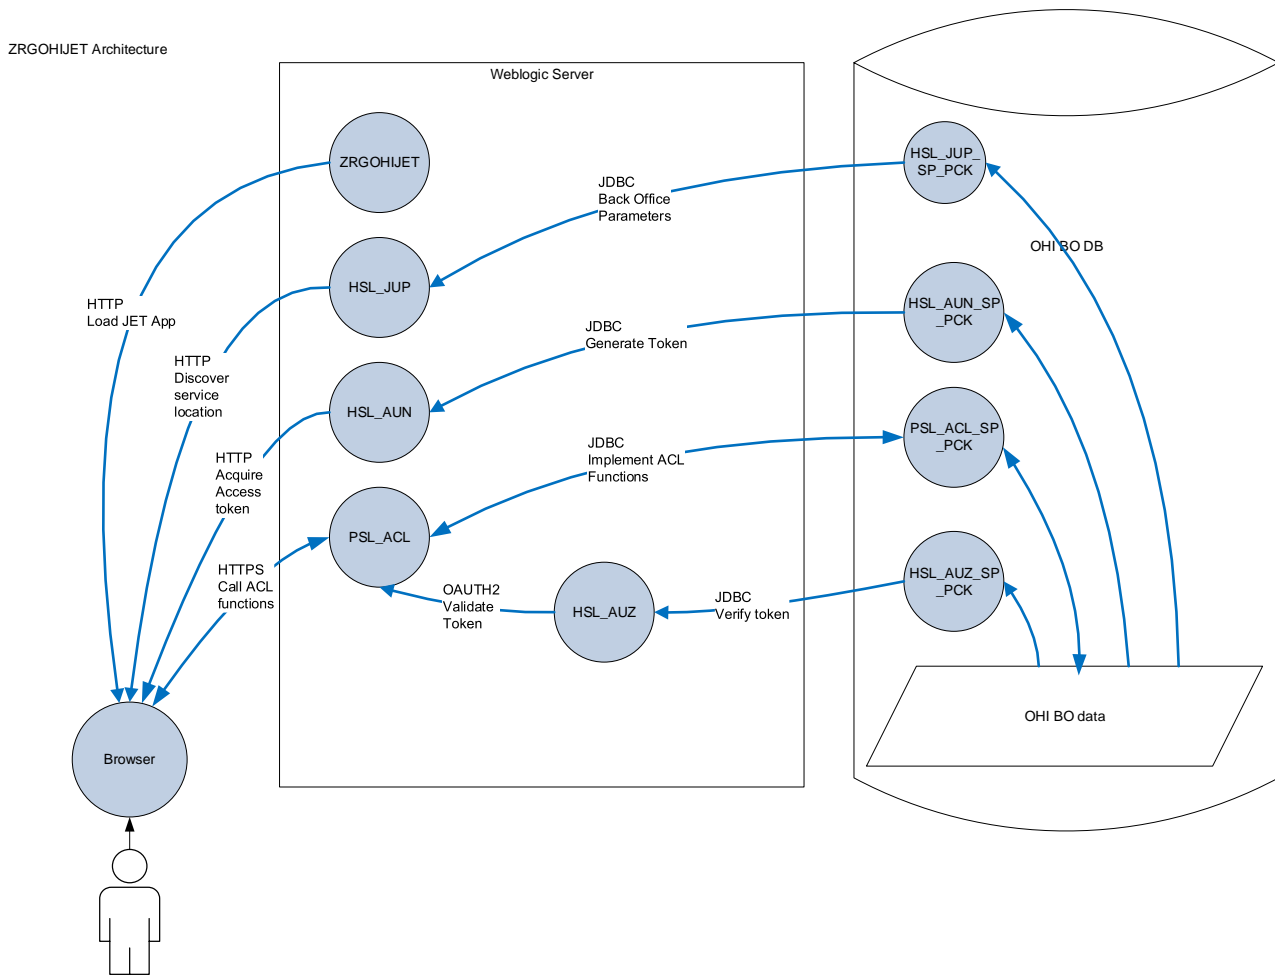 ZRGOHIJET Architecture
Weblogic Server
ZRGOHIJET
HSL_JUP_
SP_PCK
JDBC
Back Office
Parameters
OHI BO DB
HSL_JUP
HTTP
Load JET App
HSL_AUN_SP
_PCK
JDBC
Generate Token
HTTP
Discover
service
location
HSL_AUN
PSL_ACL_SP
_PCK
JDBC
Implement ACL
Functions
HTTP
Acquire
Access
token
PSL_ACL
HTTPS
Call ACL
functions
OAUTH2
Validate
Token
HSL_AUZ
JDBC
Verify token
HSL_AUZ_SP
_PCK
OHI BO data
Browser